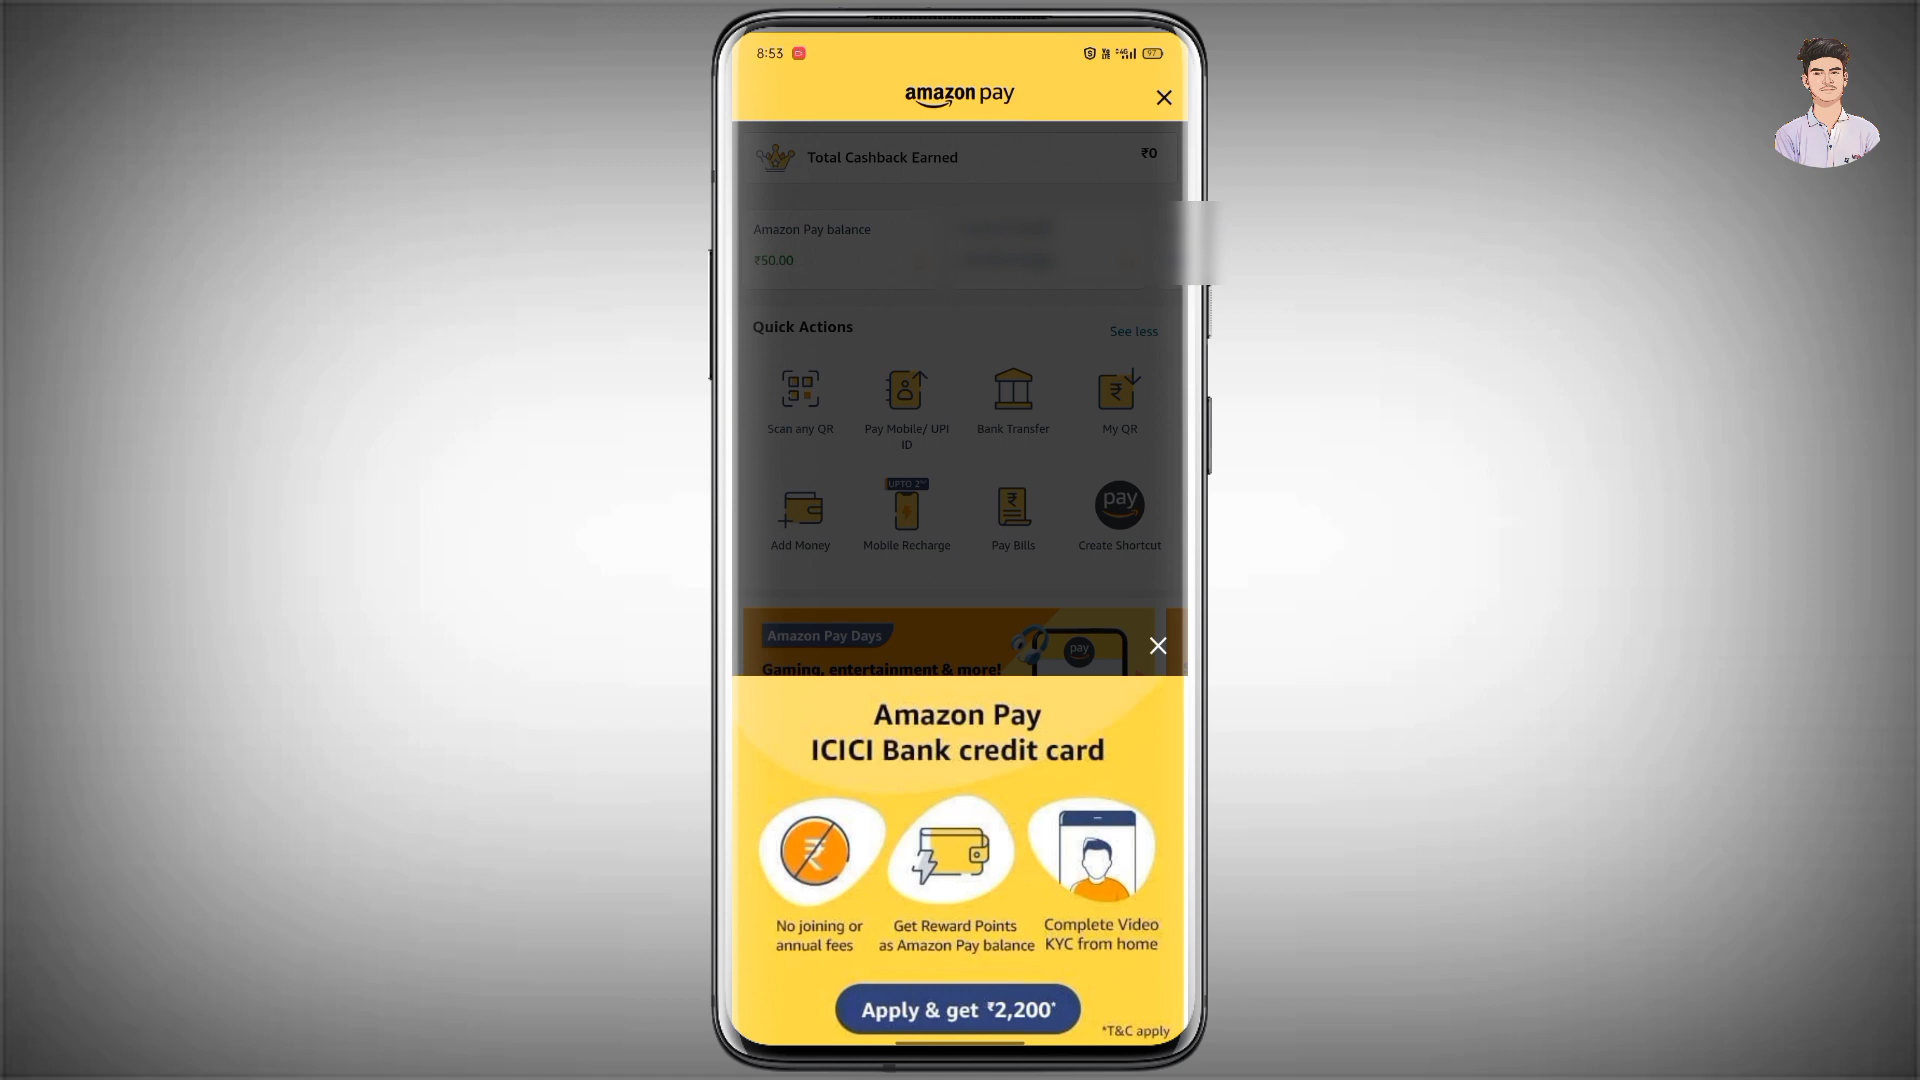 8:53
97
amazon pay
Total Cashback Earned
₹0
Amazon Pay balance
₹50.00
Quick Actions
See less
Scan any QR
Pay Mobile/ UPI
ID
Bank Transfer
My QR
UPTO 2
pay
Add Money
Mobile Recharge
Pay Bills
Create Shortcut
Amazon Pay Days
pay
Gaming, entertainment & more!
Amazon Pay
ICICI Bank credit card
No joining or
annual fees
Get Reward Points
as Amazon Pay balance
Complete Video
KYC from home
Apply & get ₹2,200*
*T&C apply